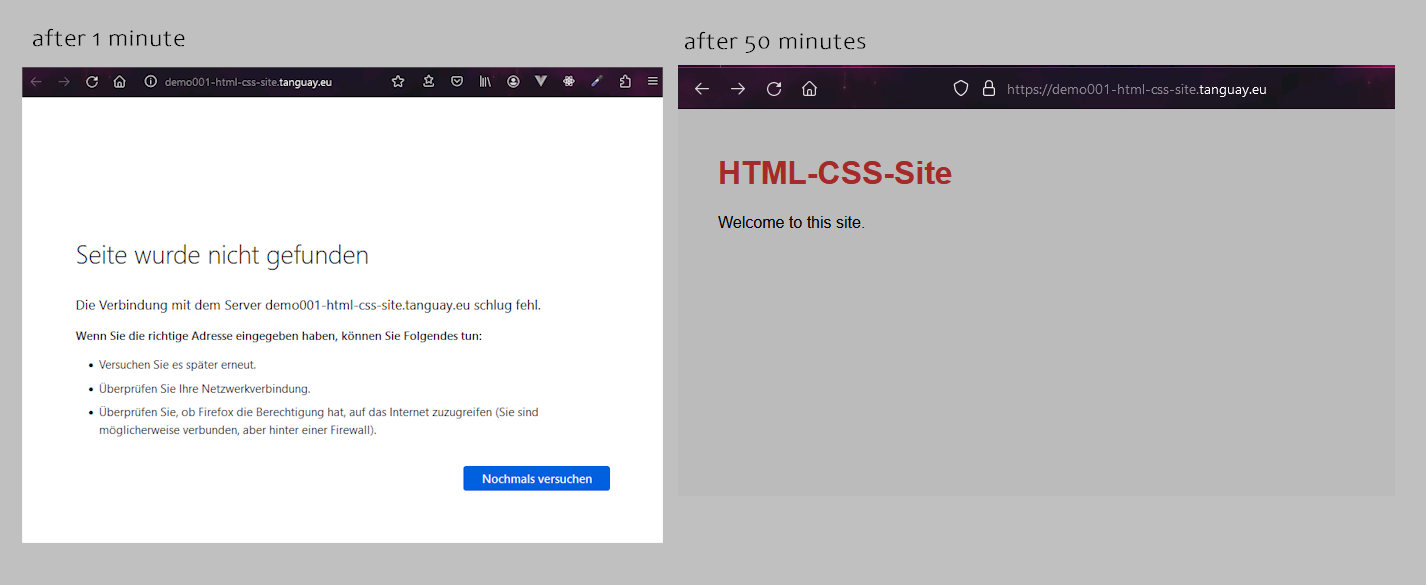 after 1 minute
demo001-html-css-site.tanguay.eu
Seite wurde nicht gefunden
Die Verbindung mit dem Server demo001-html-css-site.tanguay.eu schlug fehl.
Wenn Sie die richtige Adresse eingegeben haben, können Sie Folgendes tun:
• Versuchen Sie es später erneut.
• Überprüfen Sie Ihre Netzwerkverbindung.
• Überprüfen Sie, ob Firefox die Berechtigung hat, auf das Internet zuzugreifen (Sie sind
möglicherweise verbunden, aber hinter einer Firewall).
Nochmals versuchen
after 50 minutes
https://demo001-html-css-site.tanguay.eu
HTML-CSS-Site
Welcome to this site.